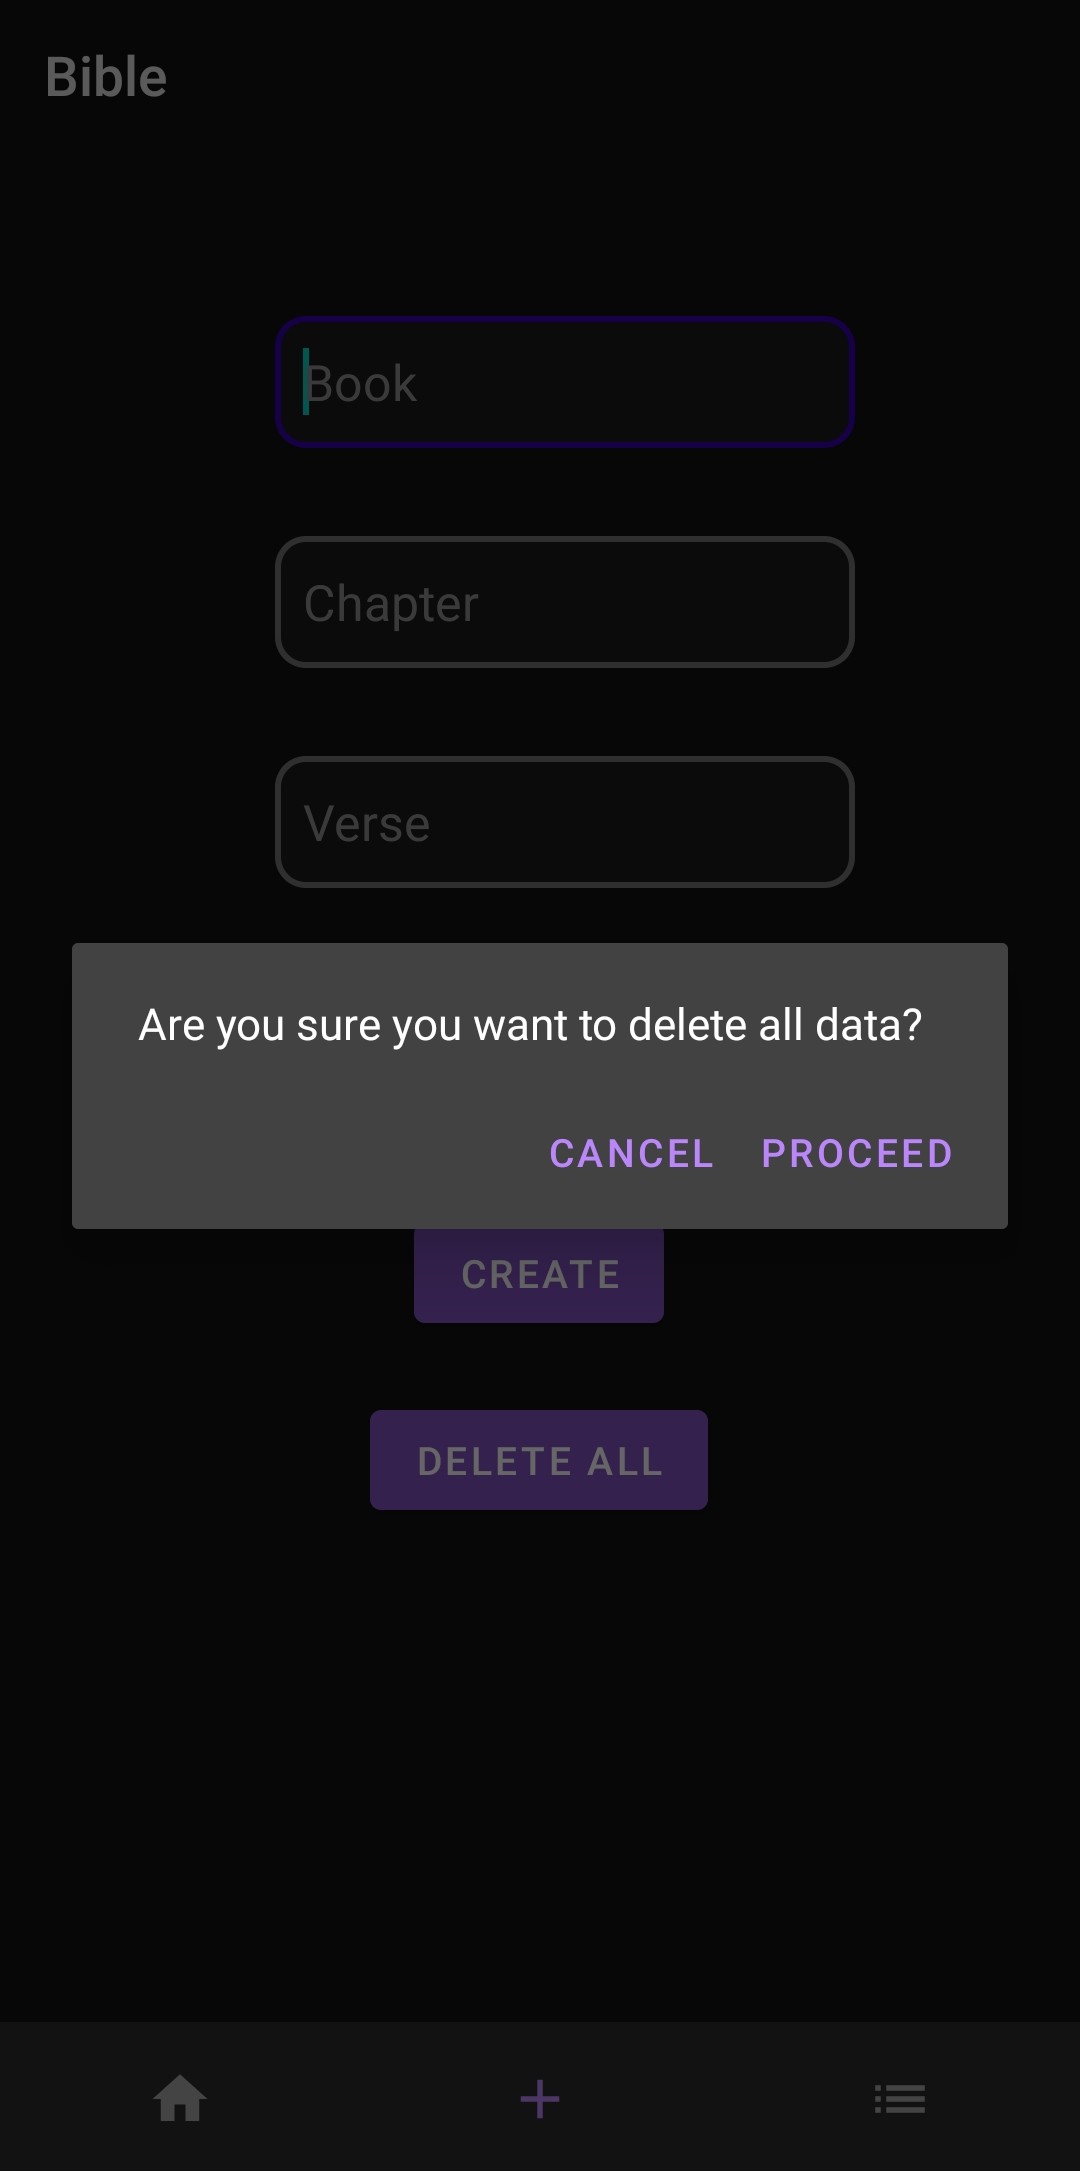 Bible
Book
Chapter
Verse
Are you sure you want to delete all data?
CANCEL PROCEED
CREATE
DELETE ALL